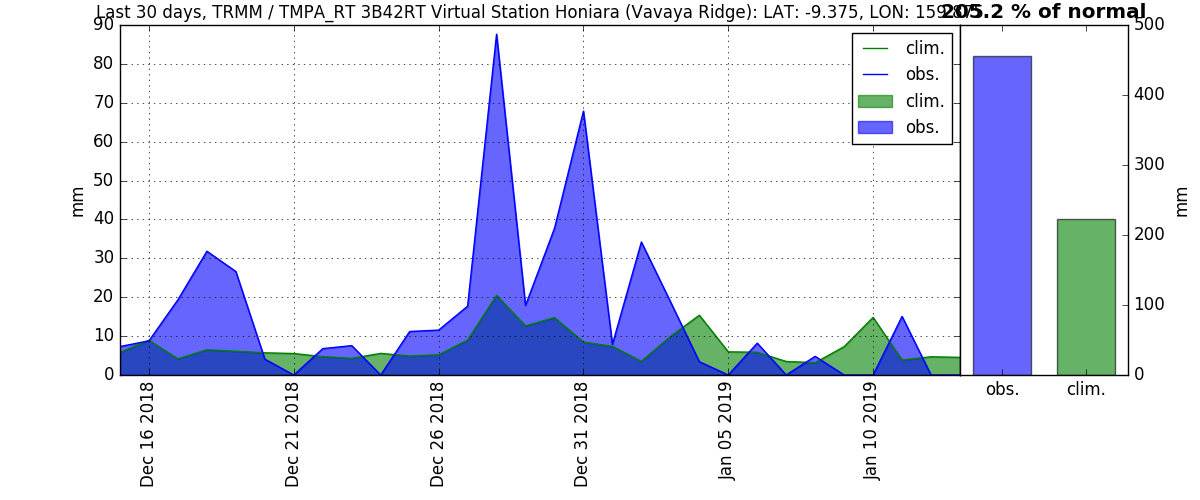 Last 30 days, TRMM / TMPA_RT 3B42RT Virtual Station Honiara (Vavaya Ridge): LAT: -9.375, LON:
205.2 % of normal
90
80
70
60
50
40
30
20
10
0
mm
clim.
obs.
clim.
obs.
Dec 16 2018
Dec 21 2018
Dec 26 2018
Dec 31 2018
Jan 05 2019
Jan 10 2019
500
400
300
200
100
0
mm
obs.
clim.